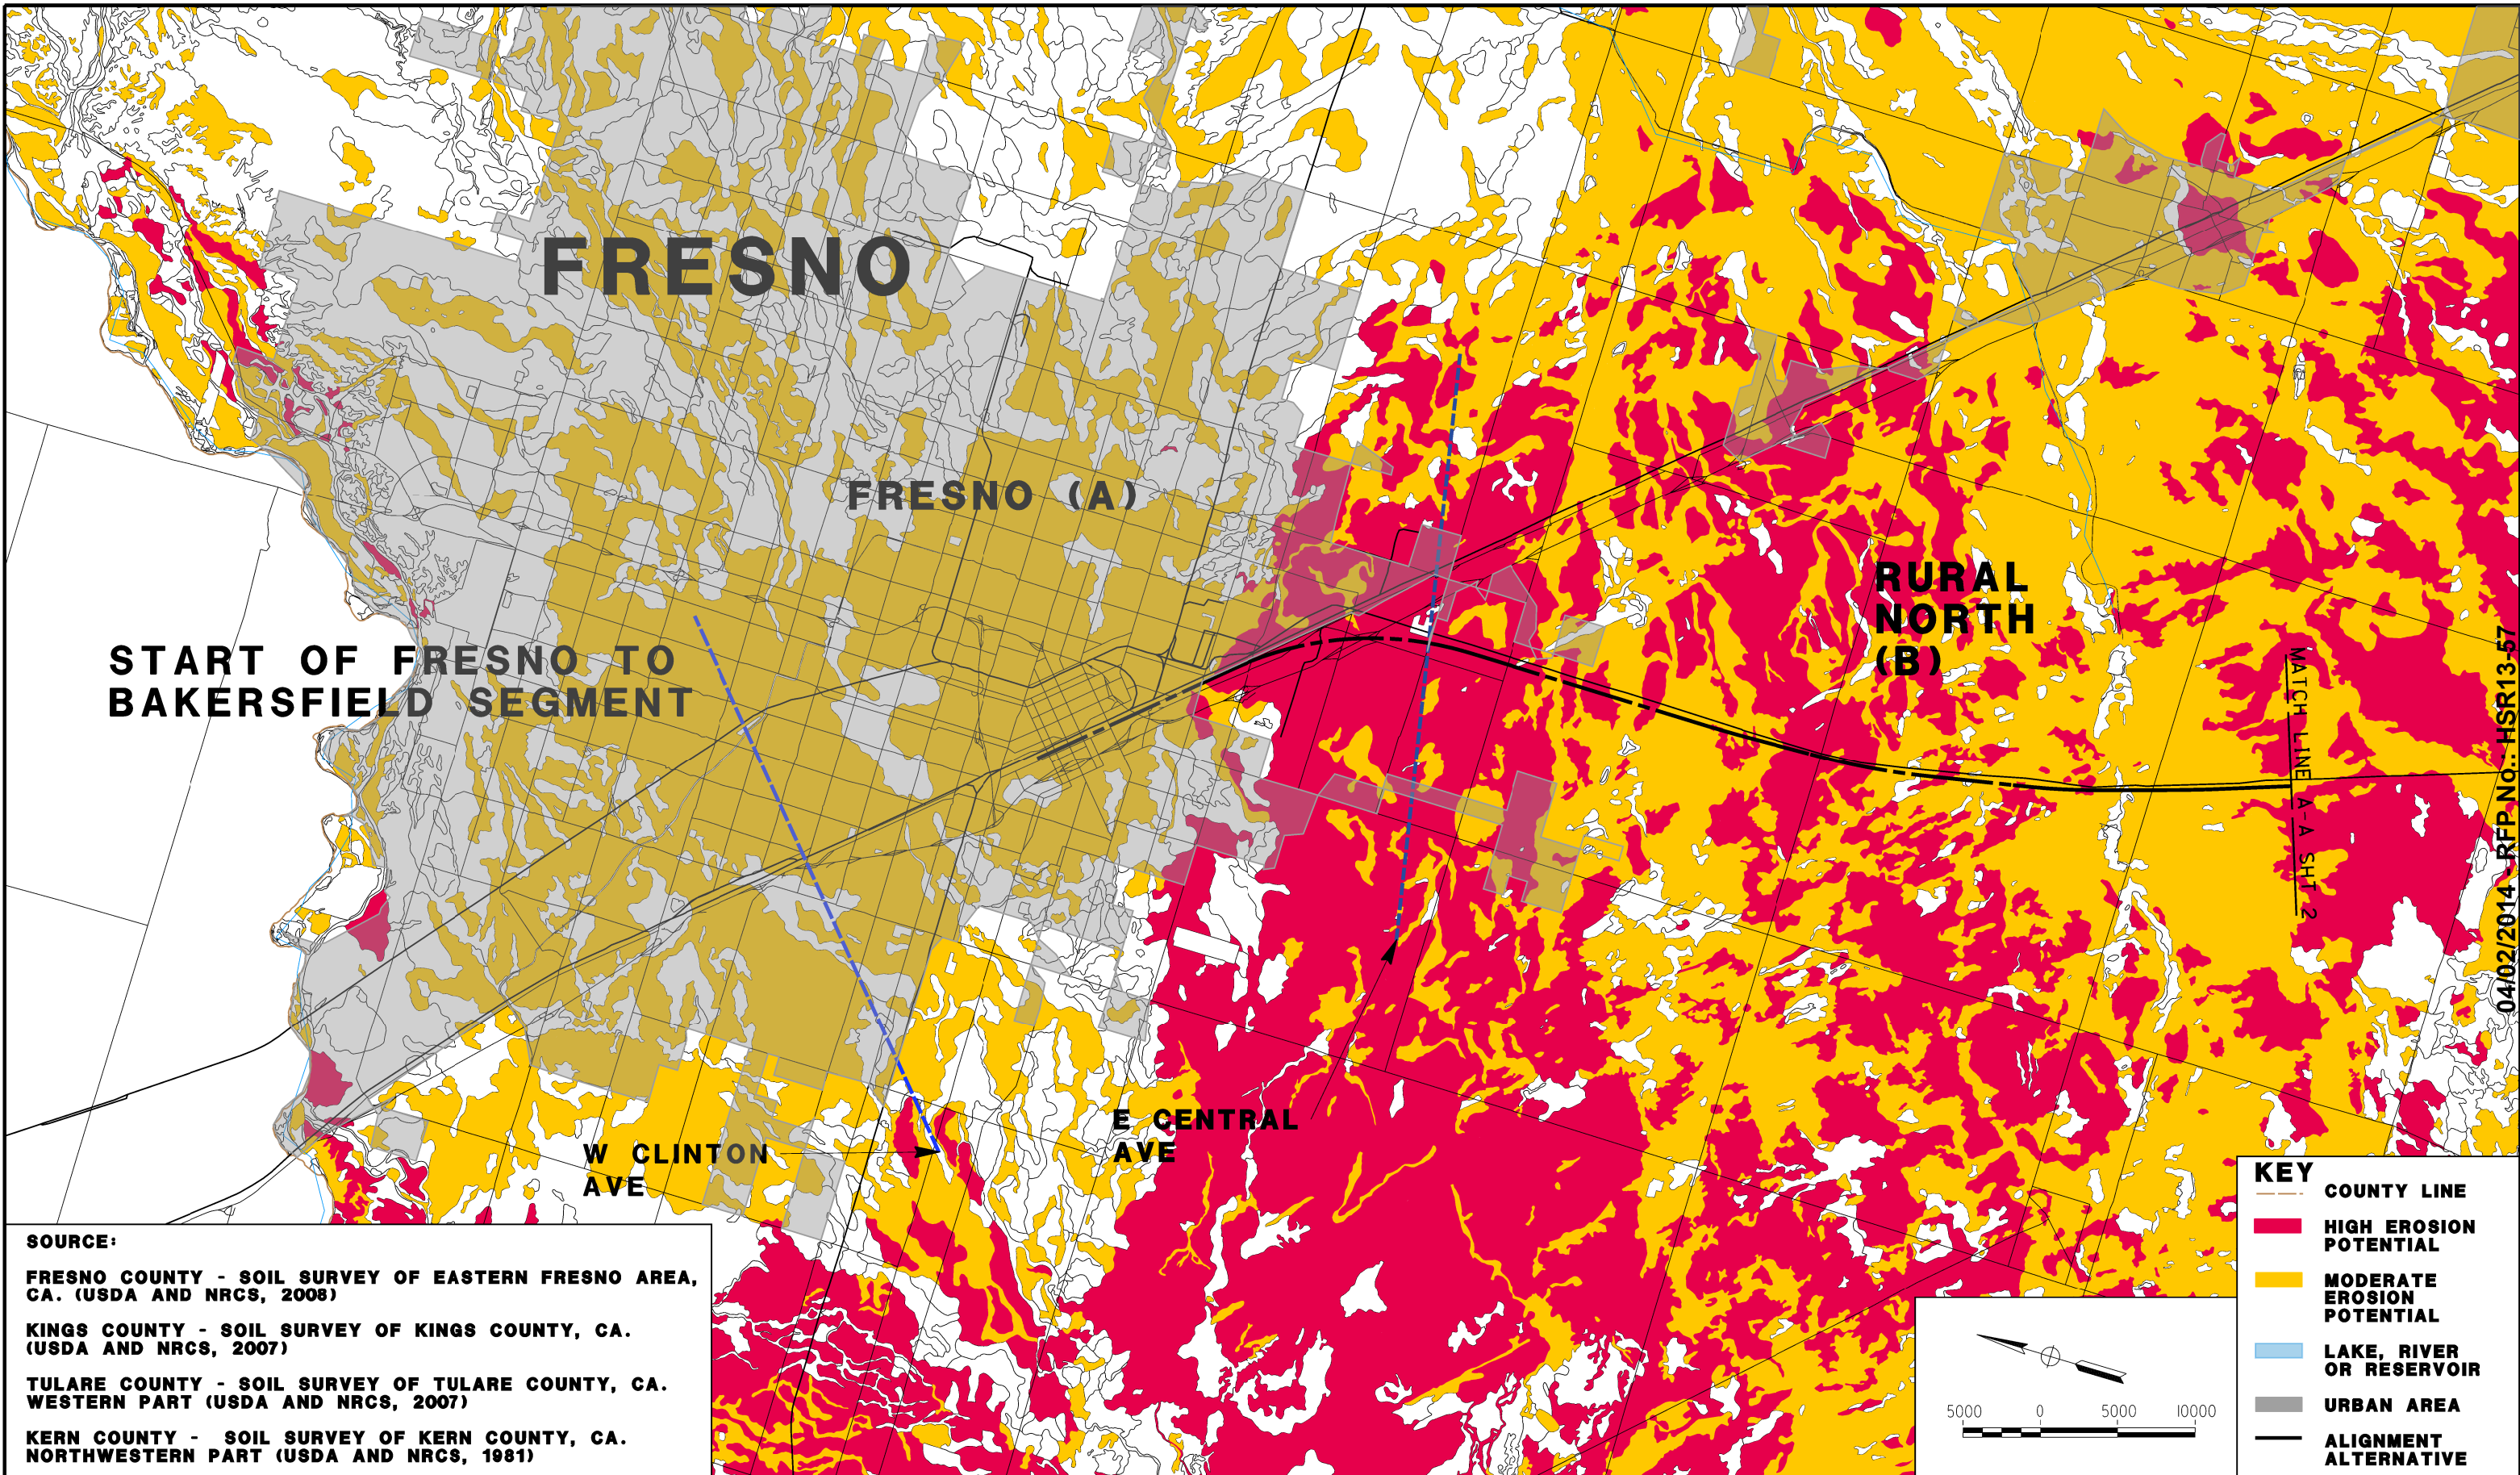 FRESNO
FRESNO (A)
START OF FRESNO TO
BAKERSFIELD SEGMENT
RURAL
NORTH
(B)
MATCH LINE A-A SHT 2
04/02/2014 - RFP No.: HSR13-57
W CLINTON
AVE
E CENTRAL
AVE
SOURCE:
FRESNO COUNTY - SOIL SURVEY OF EASTERN FRESNO AREA,
CA. (USDA AND NRCS, 2008)
KINGS COUNTY - SOIL SURVEY OF KINGS COUNTY, CA.
(USDA AND NRCS, 2007)
TULARE COUNTY - SOIL SURVEY OF TULARE COUNTY, CA.
WESTERN PART (USDA AND NRCS, 2007)
KERN COUNTY - SOIL SURVEY OF KERN COUNTY, CA.
NORTHWESTERN PART (USDA AND NRCS, 1981)
5000 0 5000 10000
KEY
COUNTY LINE
HIGH EROSION
POTENTIAL
MODERATE
EROSION
POTENTIAL
LAKE, RIVER
OR RESERVOIR
URBAN AREA
ALIGNMENT
ALTERNATIVE